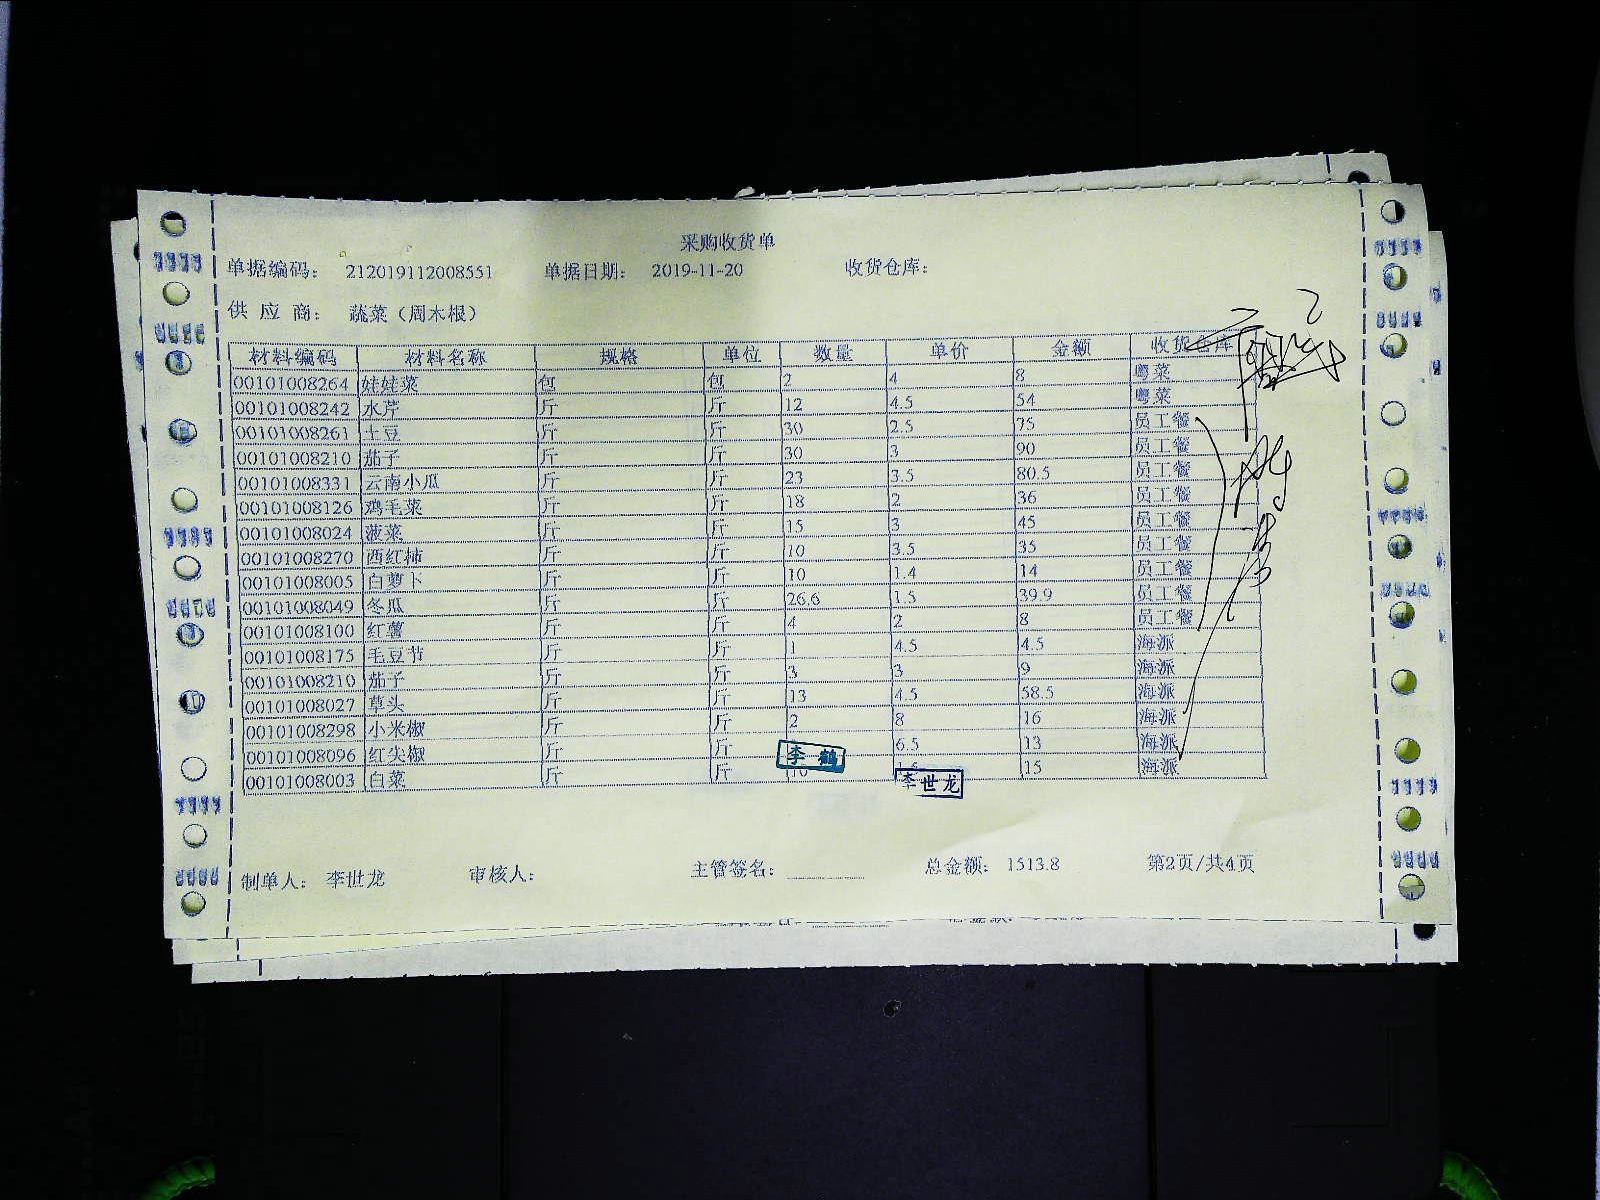 采购收货单
单据编码： 212019112008551 单据日期： 2019-11-20 收货仓库：
供 应 商： 蔬菜（周木根）
材料编码 材料名称 规格 单位 数量 单价 金额 收货仓库
00101008264 娃娃菜 包 包 2 4 8 粤菜
00101008242 水芹 斤 斤 12 4.5 54 粤菜
00101008261 土豆 斤 斤 30 2.5 75 员工餐
00101008210 茄子 斤 斤 30 3 90 员工餐
00101008331 云南小瓜 斤 斤 23 3.5 80.5 员工餐
00101008126 鸡毛菜 斤 斤 18 2 36 员工餐
00101008024 菠菜 斤 斤 15 3 45 员工餐
00101008270 西红柿 斤 斤 10 3.5 35 员工餐
00101008005 白萝卜 斤 斤 10 1.4 14 员工餐
00101008049 冬瓜 斤 斤 26.6 1.5 39.9 员工餐
00101008100 红薯 斤 斤 4 2 8 员工餐
00101008175 毛豆节 斤 斤 1 4.5 4.5 海派
00101008210 茄子 斤 斤 3 3 9 海派
00101008027 草头 斤 斤 13 4.5 58.5 海派
00101008298 小米椒 斤 斤 2 8 16 海派
00101008096 红尖椒 斤 斤 6.5 13 海派
李鹤
00101008003 白菜 斤 斤 10 1.5 15 海派
李世龙
制单人： 李世龙 审核人： 主管签名： 总金额： 1513.8 第2页/共4页